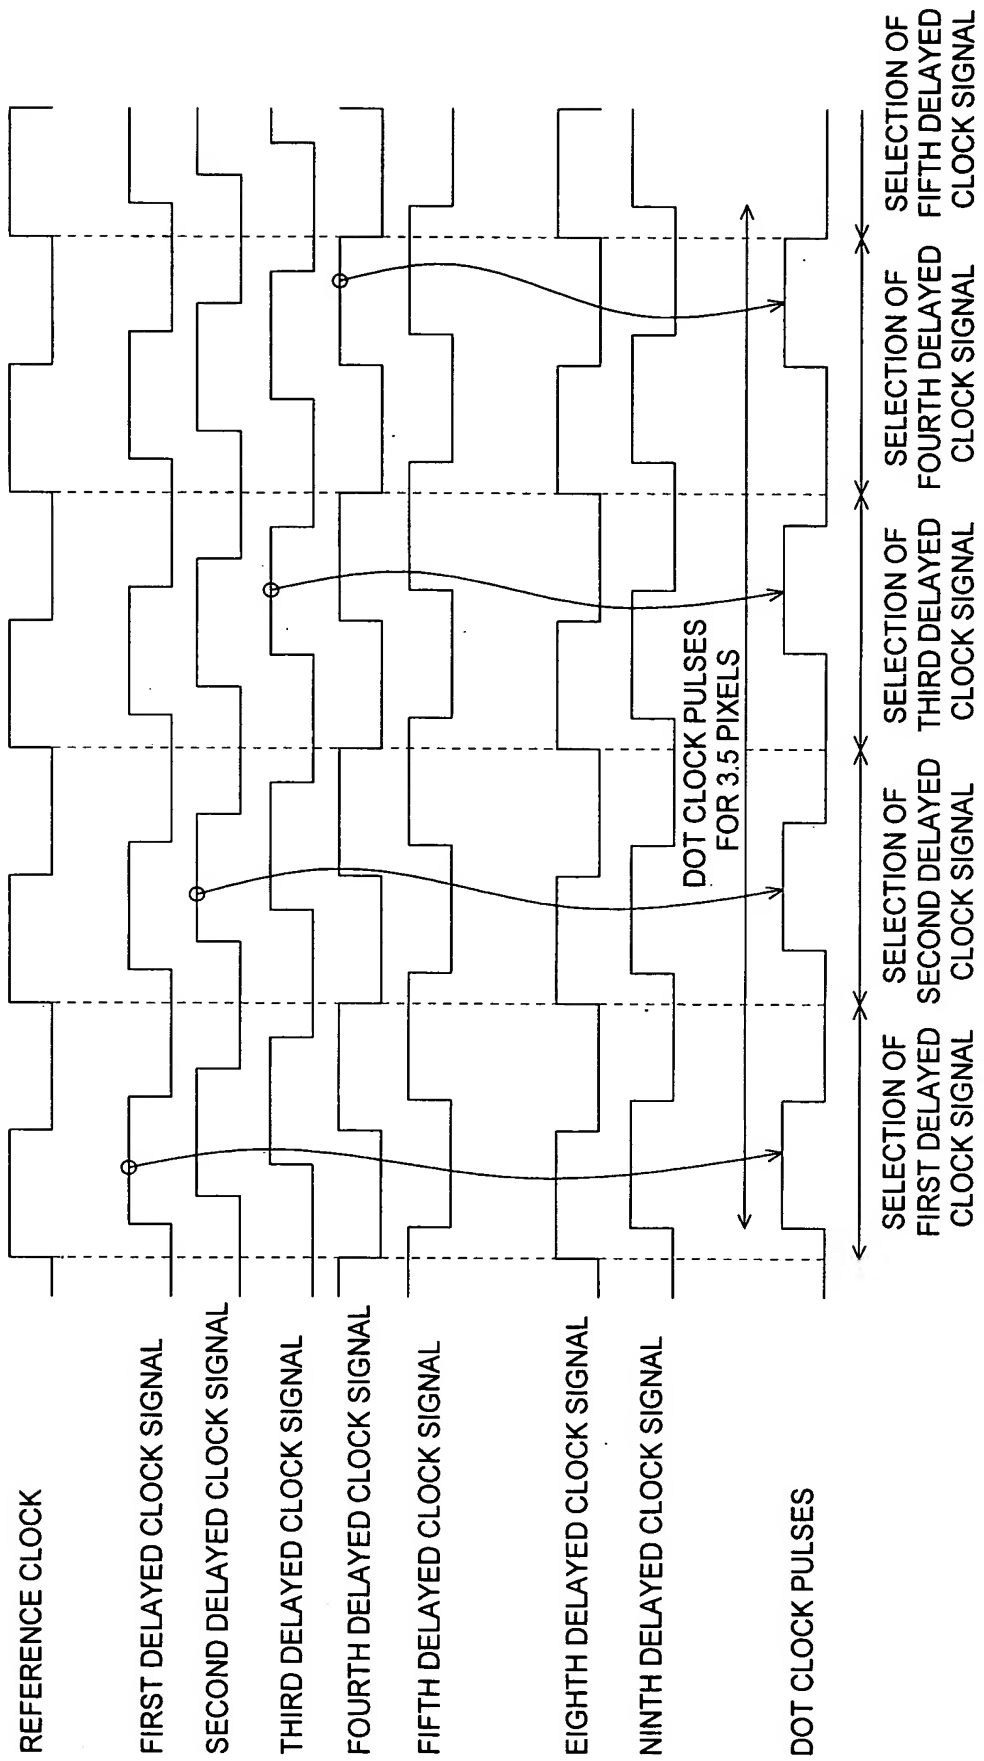 REFERENCE CLOCK
FIRST DELAYED CLOCK SIGNAL
SECOND DELAYED CLOCK SIGNAL
THIRD DELAYED CLOCK SIGNAL
FOURTH DELAYED CLOCK SIGNAL
FIFTH DELAYED CLOCK SIGNAL
EIGHTH DELAYED CLOCK SIGNAL
NINTH DELAYED CLOCK SIGNAL
DOT CLOCK PULSES
FOR 3.5 PIXELS
DOT CLOCK PULSES
SELECTION OF
FIRST DELAYED
CLOCK SIGNAL
SELECTION OF
SECOND DELAYED
CLOCK SIGNAL
SELECTION OF
THIRD DELAYED
CLOCK SIGNAL
SELECTION OF
FOURTH DELAYED
CLOCK SIGNAL
SELECTION OF
FIFTH DELAYED
CLOCK SIGNAL